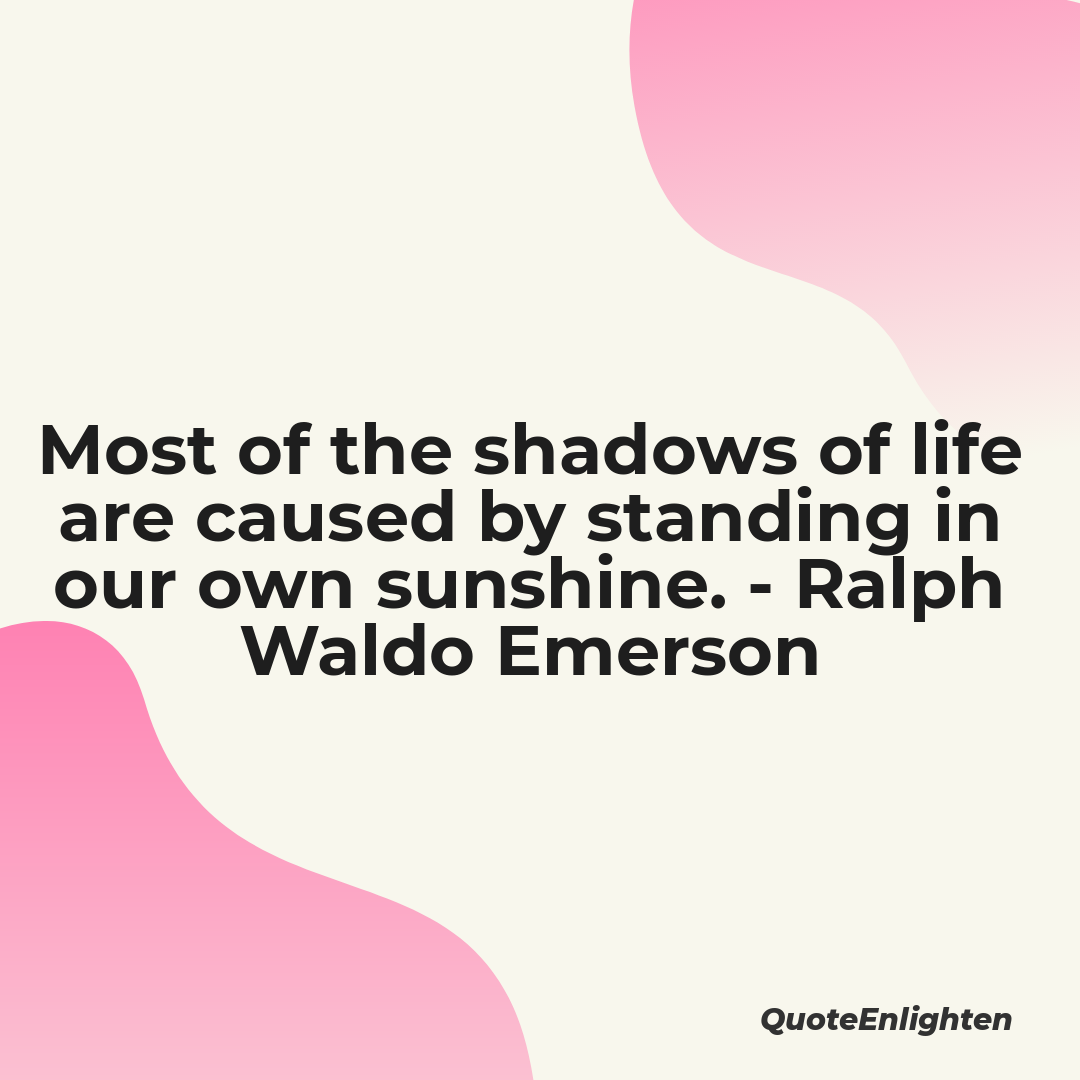 Most of the shadows of life
are caused by standing in
our own sunshine. - Ralph
Waldo Emerson
QuoteEnlighten